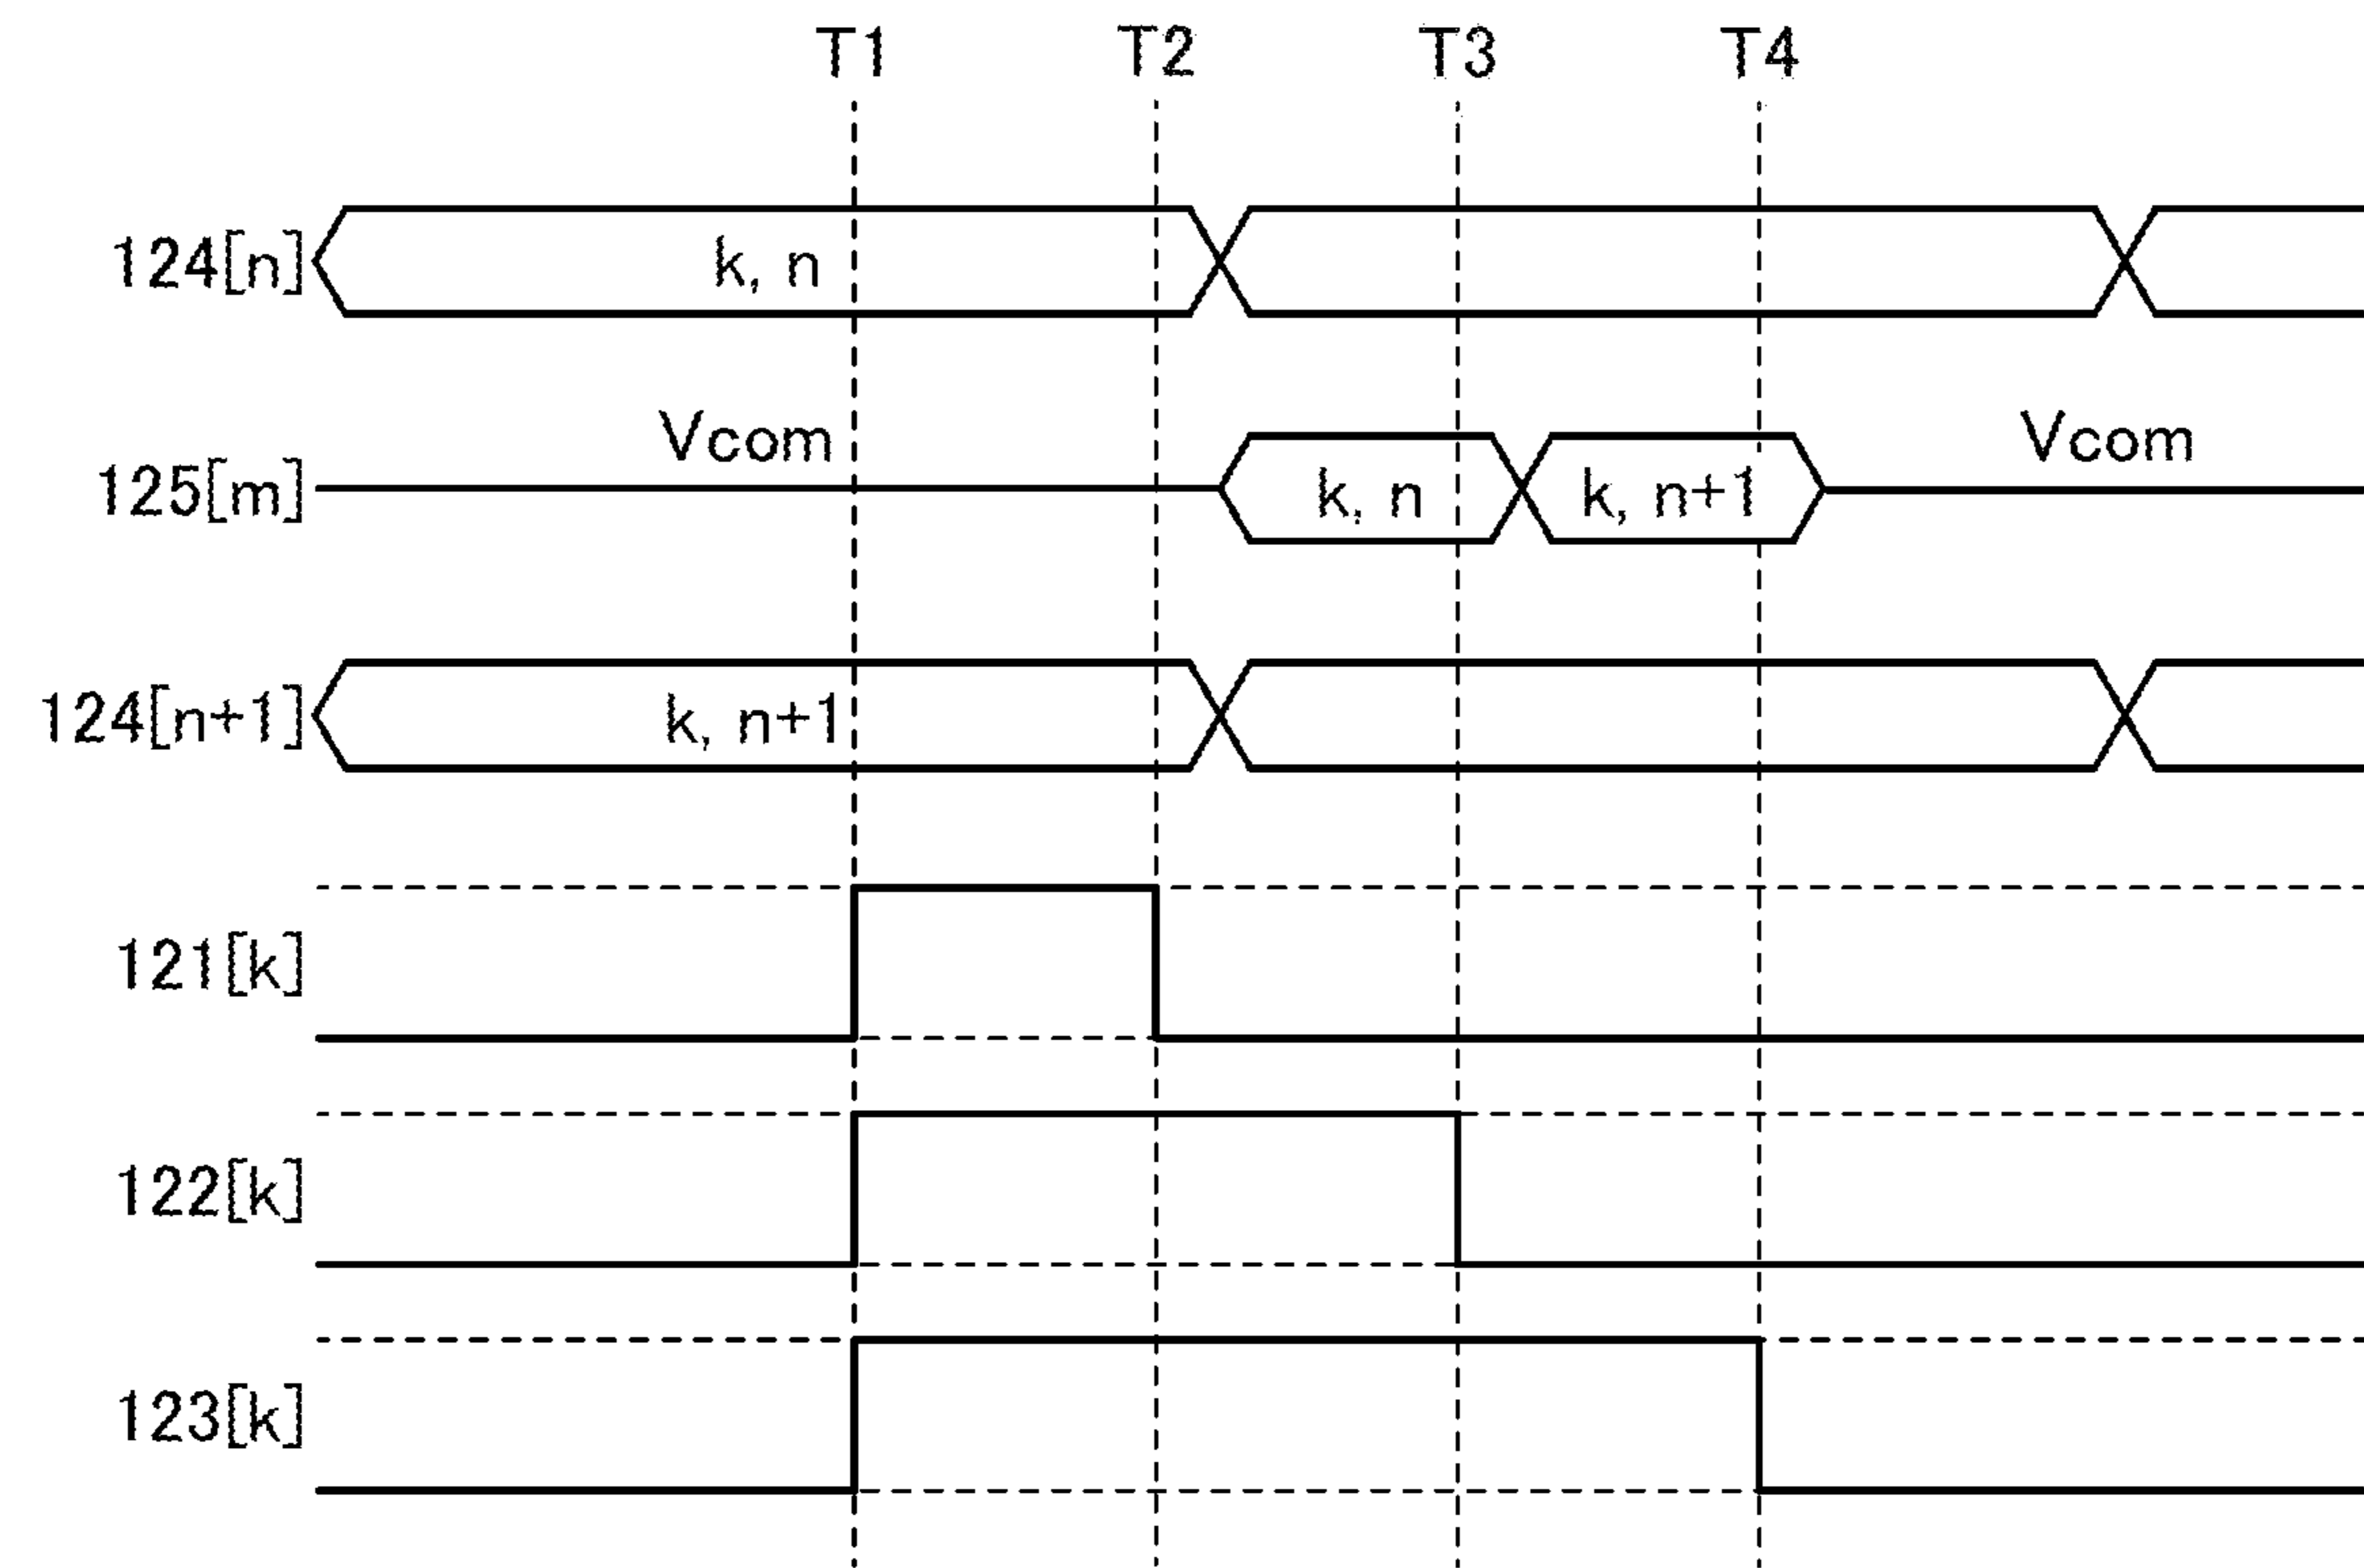 T1 T2 T3 T4
124[n] k, n
Vcom Vcom
125[m] k, n k, n+1
124[n+1] k, n+1
121[k]
122[k]
123[k]